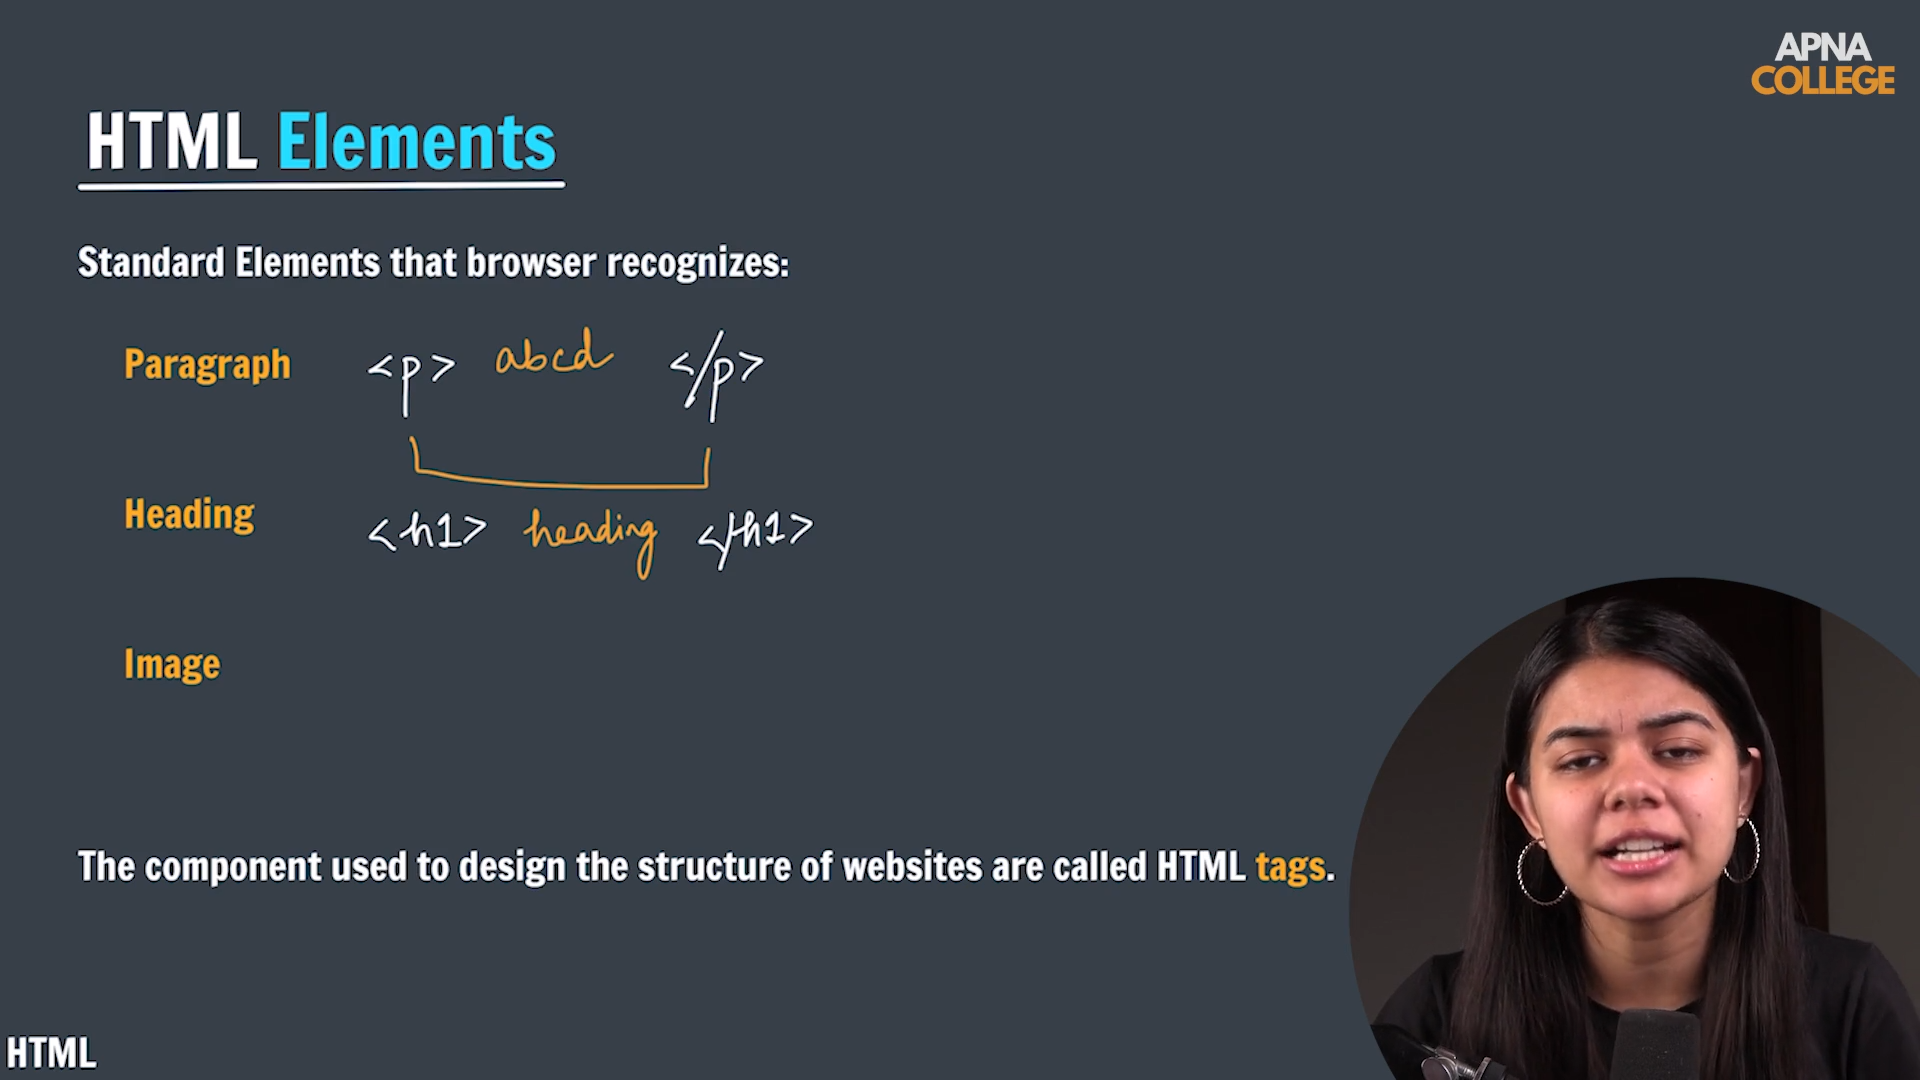 APNA
COLLEGE
HTML Elements
Standard Elements that browser recognizes:
Paragraph <p> abcd </p>
Heading <h1> heading </h1>
Image
The component used to design the structure of websites are called HTML tags.
HTML